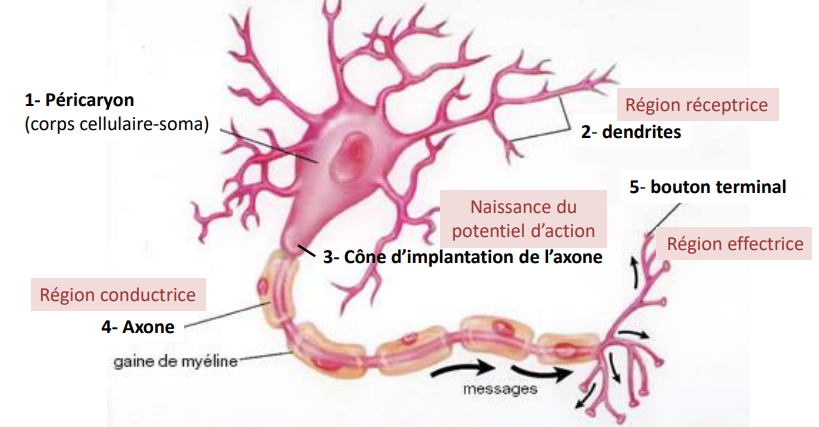 1- Péricaryon
(corps cellulaire-soma)
Région réceptrice
2- dendrites
5- bouton terminal
Naissance du
potentiel d’action
Région effectrice
3- Cône d’implantation de l’axone
Région conductrice
4- Axone
gaine de myéline
messages